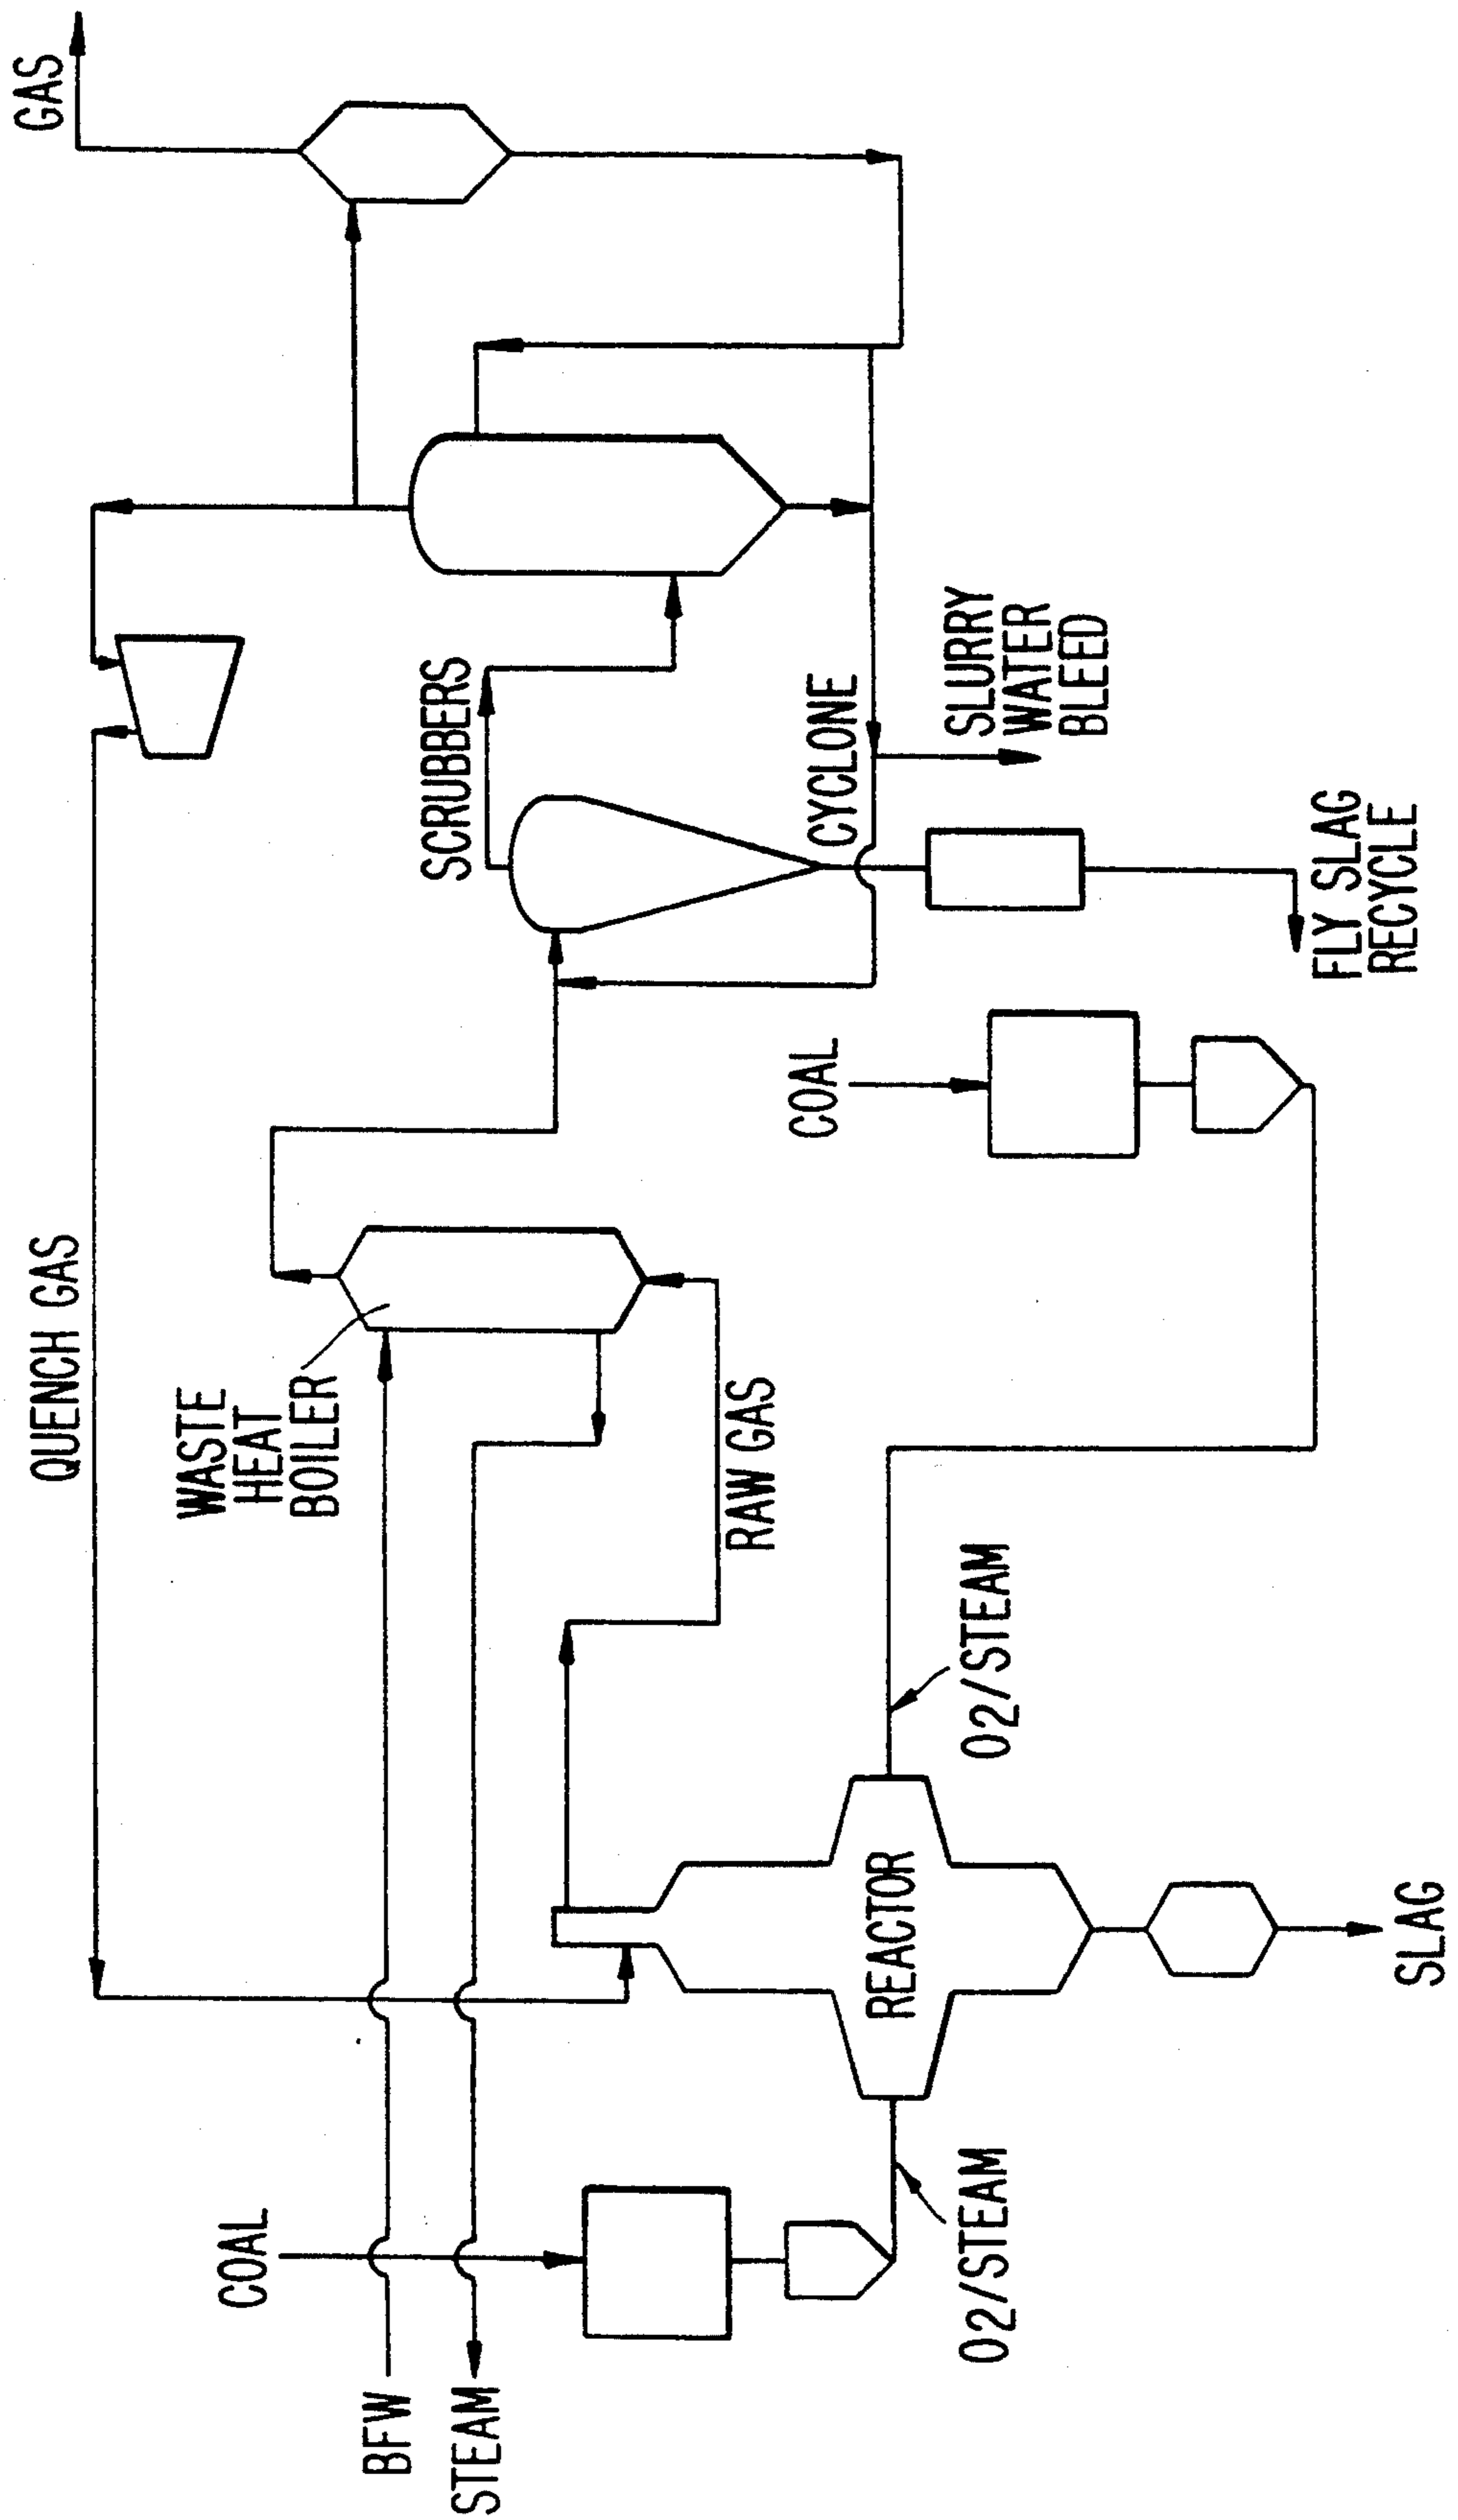 GAS
QUENCH GAS
COAL
BFW
STEAM
WASTE
HEAT
BOILER
SCRUBBERS
RAW GAS
CYCLONE
COAL
SLURRY
WATER
BLEED
REACTOR
O2/STEAM
O2/STEAM
FLY SLAG
RECYCLE
SLAG